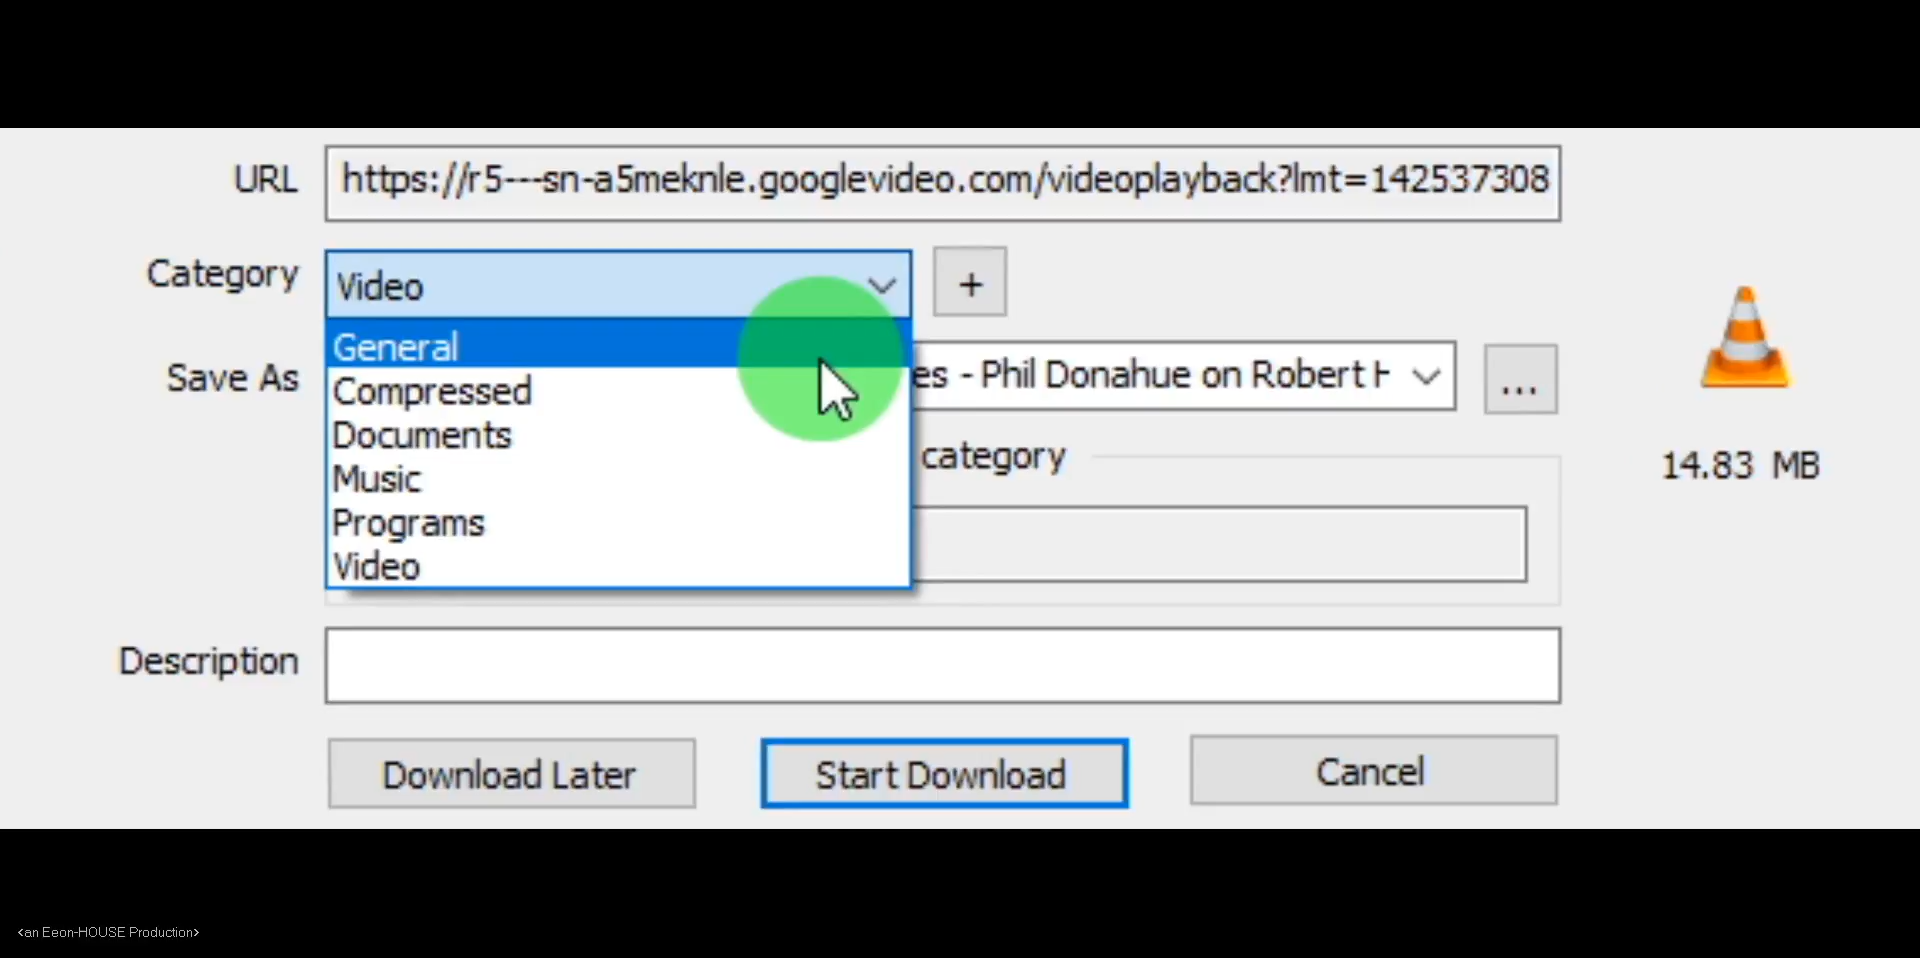 URL
https://r5---sn-a5meknle.googlevideo.com/videoplayback?lmt=142537308
Category
Video
+
General
Save As
es - Phil Donahue on Robert H
...
Compressed
Documents
category
14.83 MB
Music
Programs
Video
Description
Download Later
Start Download
Cancel
<an Eeon-HOUSE Production>